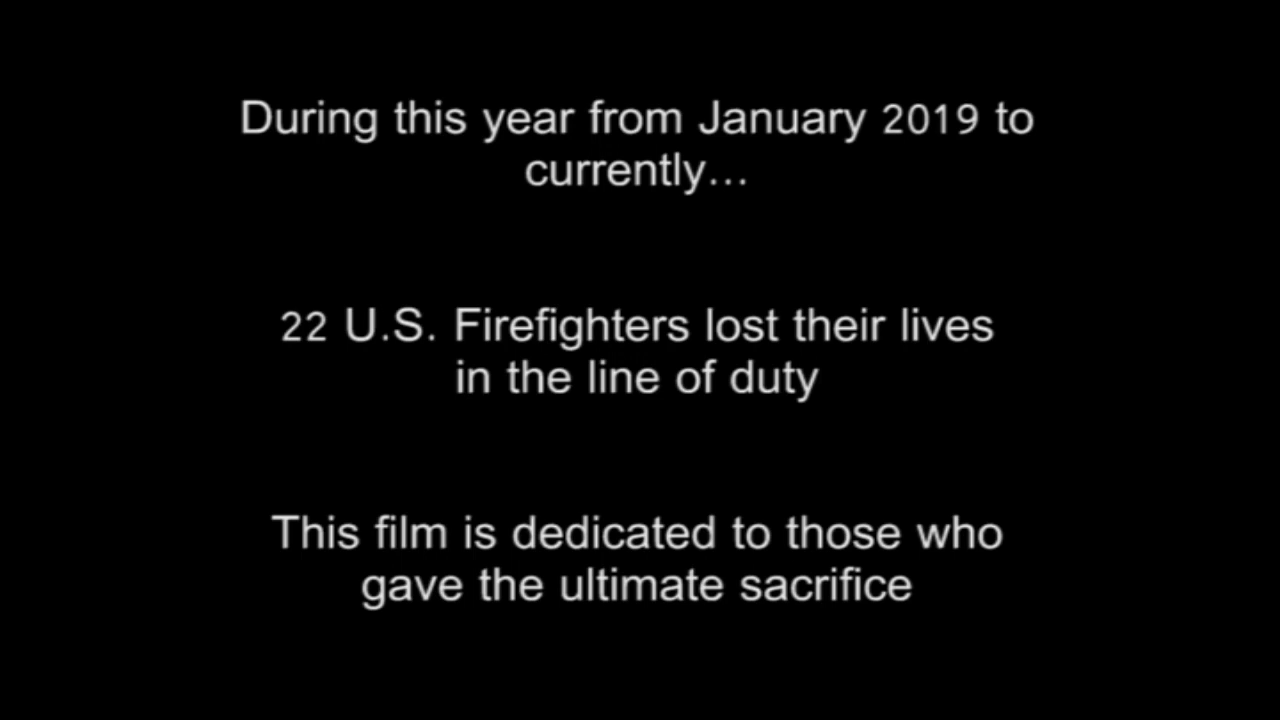 During this year from January 2019 to
currently...
22 U.S. Firefighters lost their lives
in the line of duty
This film is dedicated to those who
gave the ultimate sacrifice